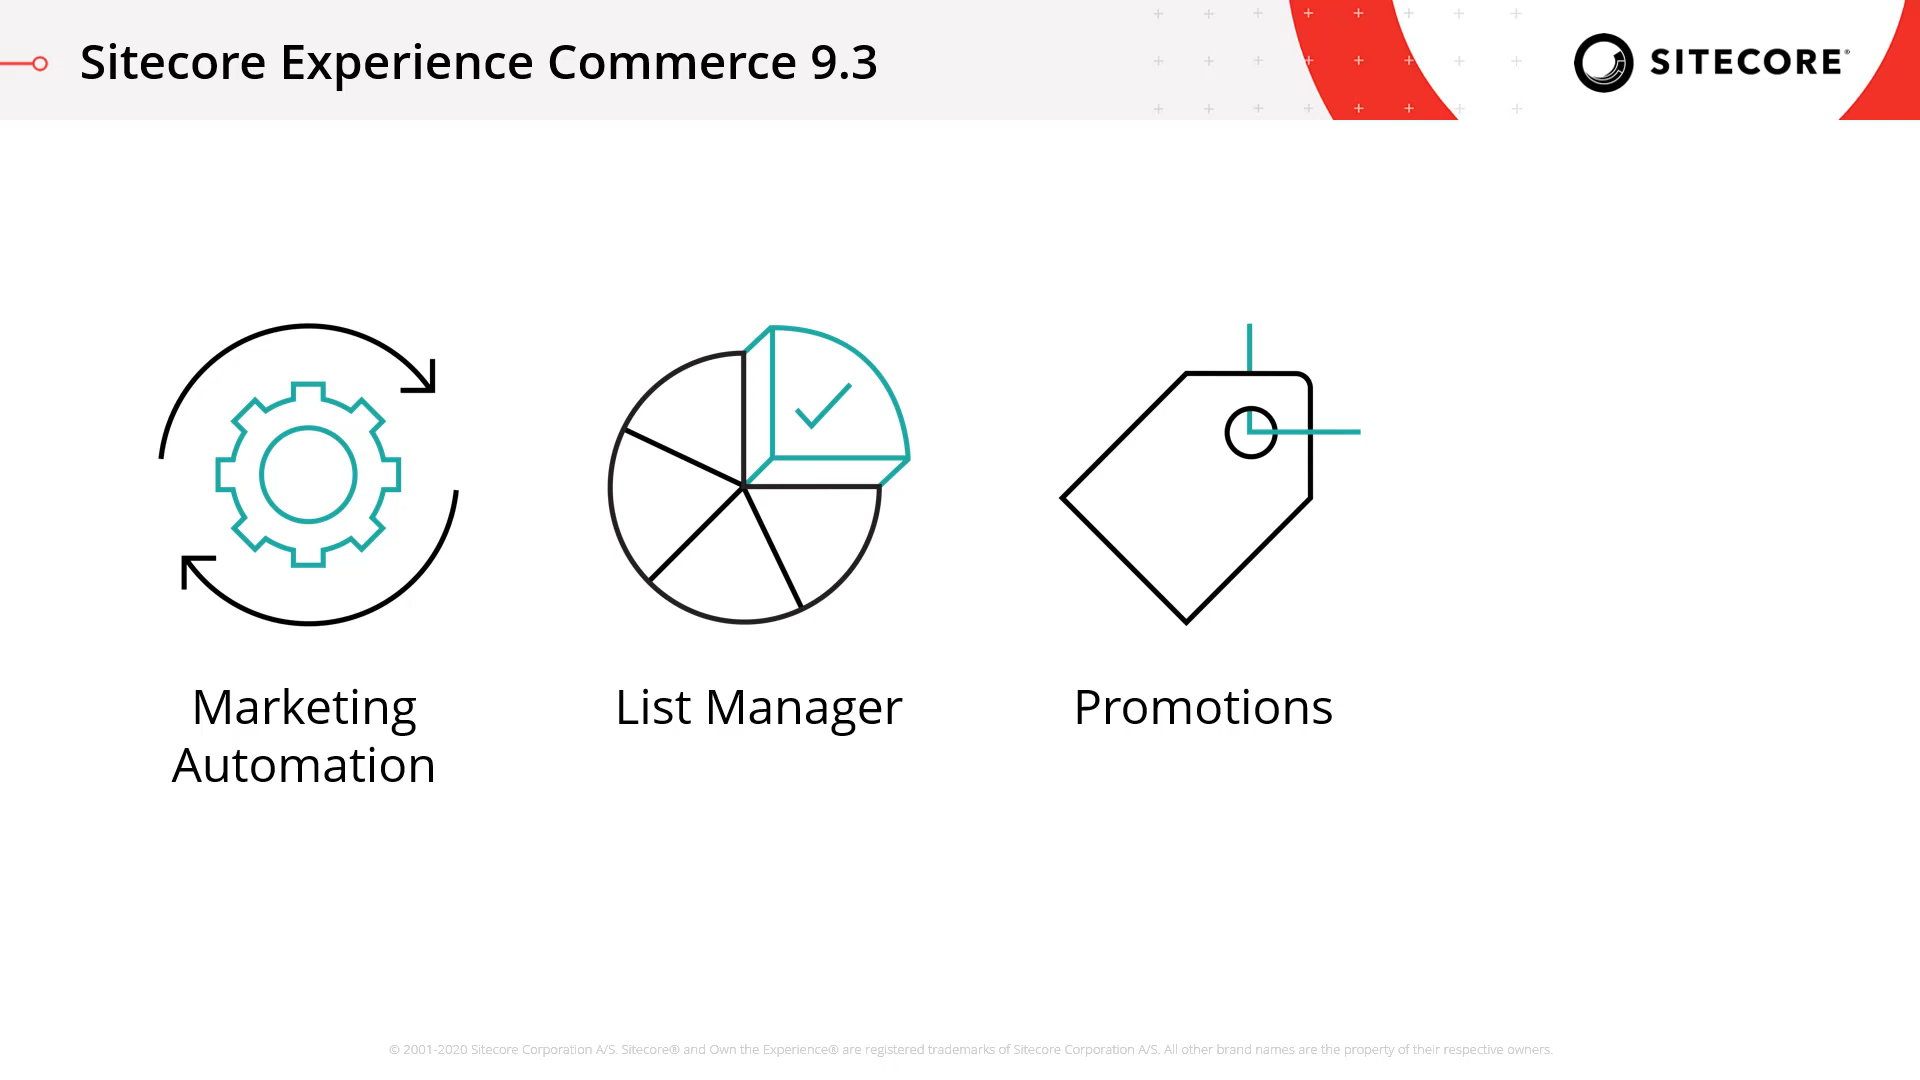 Sitecore Experience Commerce 9.3
SITECORE®
Marketing
Automation
List Manager
Promotions
© 2001-2020 Sitecore Corporation A/S. Sitecore® and Own the Experience® are registered trademarks of Sitecore Corporation A/S. All other brand names are the property of their respective owners.